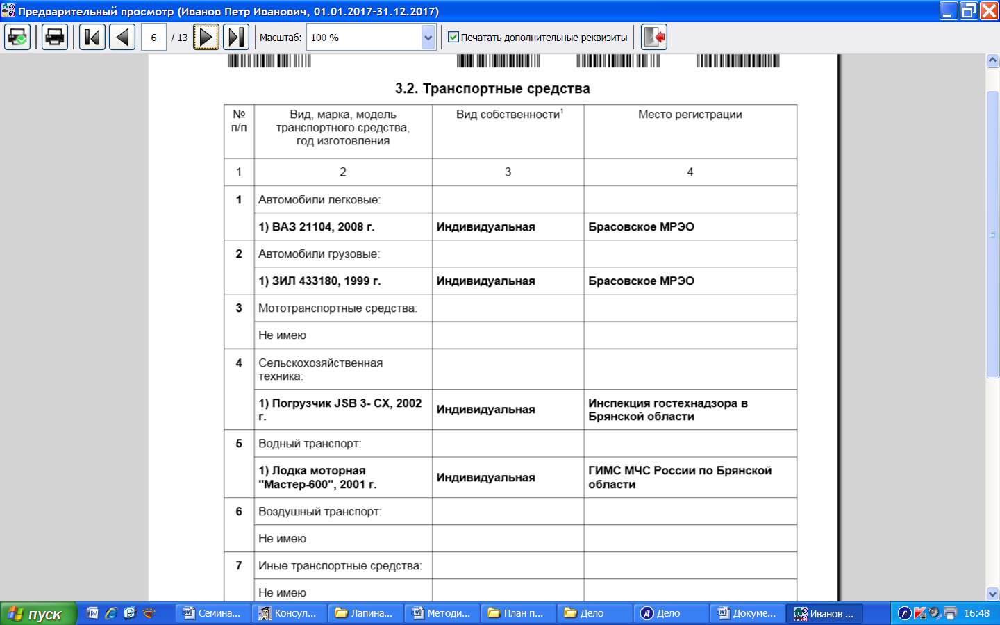 Предварительный просмотр (Иванов Петр Иванович, 01.01.2017-31.12.2017)
6 / 13 Масштаб: 100 % Печатать дополнительные реквизиты
3.2. Транспортные средства
№ п/п
Вид, марка, модель
транспортного средства,
год изготовления
Вид собственности1
Место регистрации
1 2 3 4
1 Автомобили легковые:
1) ВАЗ 21104, 2008 г. Индивидуальная Брасовское МРЭО
2 Автомобили грузовые:
1) ЗИЛ 433180, 1999 г. Индивидуальная Брасовское МРЭО
3 Мототранспортные средства:
Не имею
4 Сельскохозяйственная
техника:
1) Погрузчик JSB 3- CX, 2002
г.
Индивидуальная
Инспекция гостехнадзора в
Брянской области
5 Водный транспорт:
1) Лодка моторная
"Мастер-600", 2001 г.
Индивидуальная
ГИМС МЧС России по Брянской
области
6 Воздушный транспорт:
Не имею
7 Иные транспортные средства:
Не имею
пуск Семина... Консул... Лапина... Методи... План п... Дело Дело Докуме... Иванов ... 16:48